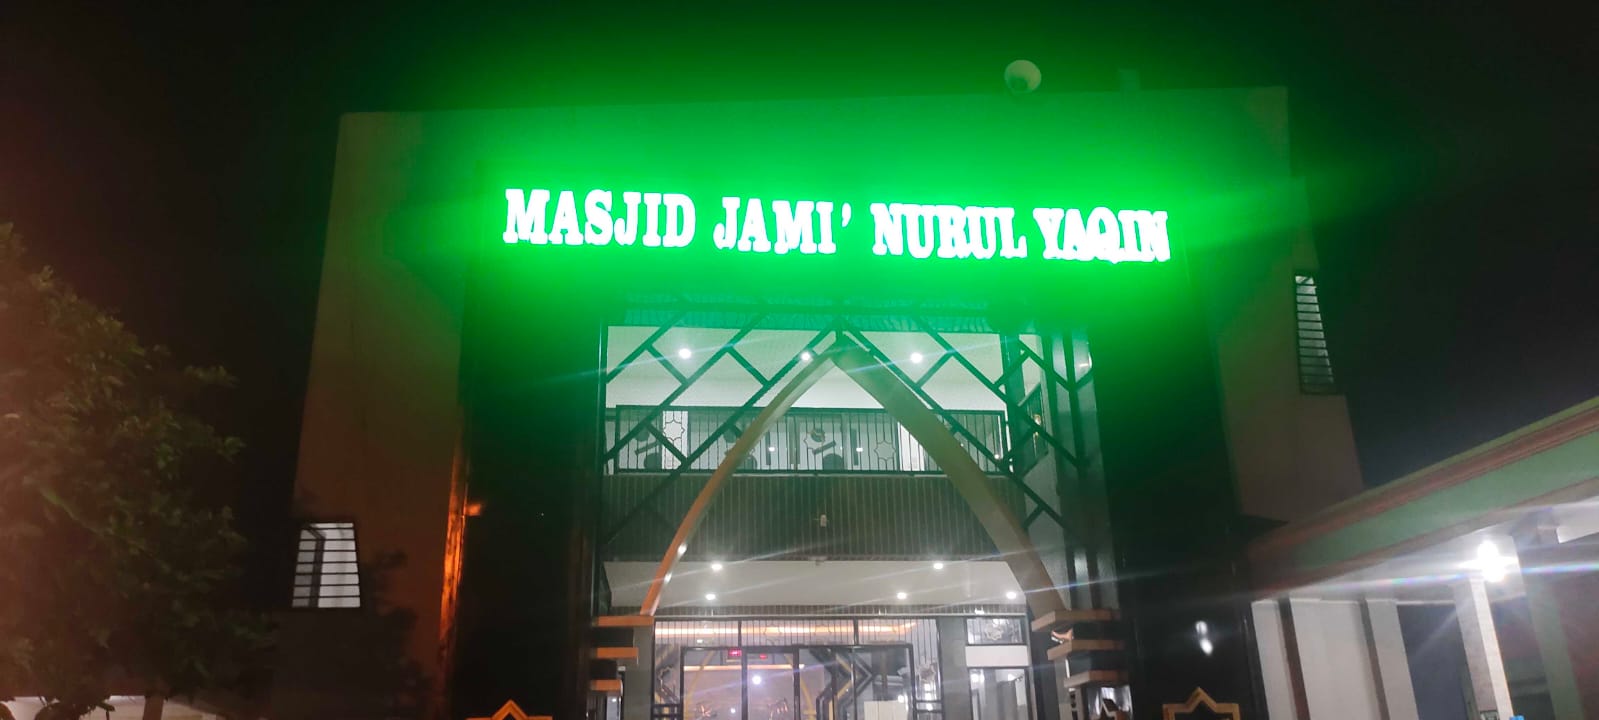 MASJID JAMI' NURUL YAQIN